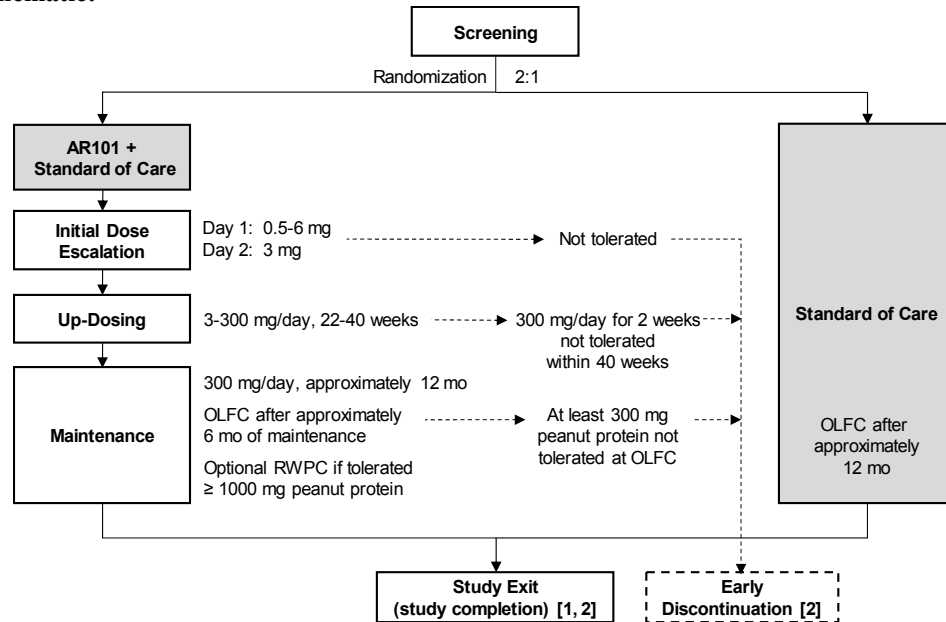 Screening
Randomization 2:1
AR101 +
Standard of Care
Initial Dose
Escalation
Day 1: 0.5-6 mg
Day 2: 3 mg
Not tolerated
Up-Dosing
3-300 mg/day, 22-40 weeks
300 mg/day for 2 weeks
not tolerated
within 40 weeks
Standard of Care
Maintenance
300 mg/day, approximately 12 mo
OLFC after approximately
6 mo of maintenance
Optional RWPC if tolerated
≥ 1000 mg peanut protein
At least 300 mg
peanut protein not
tolerated at OLFC
OLFC after
approximately
12 mo
Study Exit
(study completion) [1, 2]
Early
Discontinuation [2]